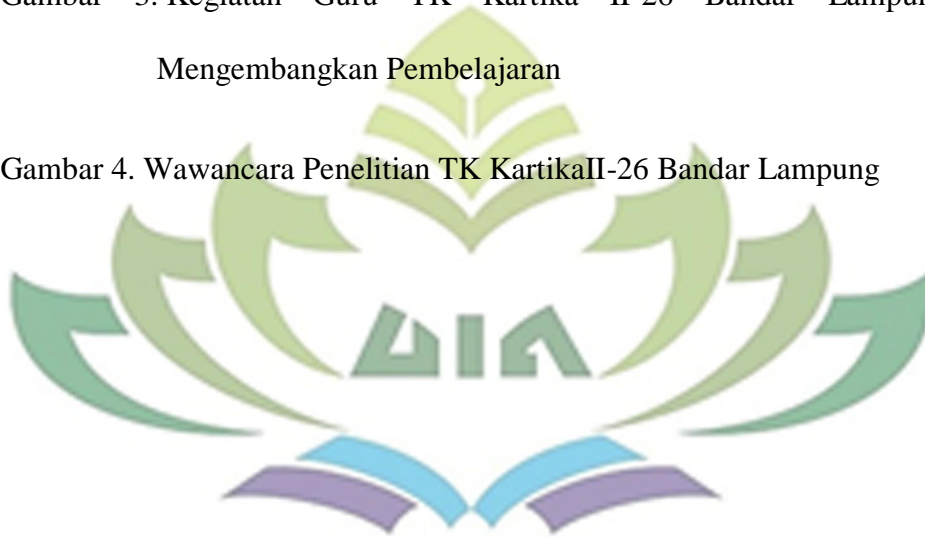 Gambar 3. Kegiatan Guru TK Kartika II-26 Bandar Lampung
Mengembangkan Pembelajaran
Gambar 4. Wawancara Penelitian TK KartikaII-26 Bandar Lampung
UIN